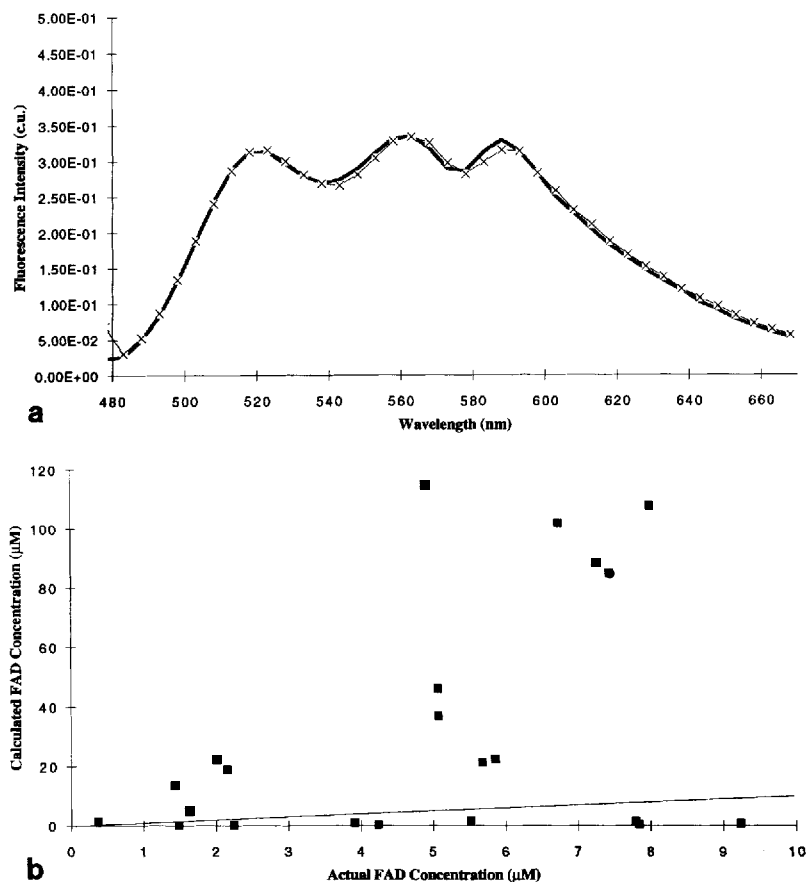 5.00E-01
4.50E-01
4.00E-01
3.50E-01
3.00E-01
2.50E-01
2.00E-01
1.50E-01
1.00E-01
5.00E-02
0.00E+00
Fluorescence Intensity (c.u.)
480 500 520 540 560 580 600 620 640 660
Wavelength (nm)
a
120
100
80
60
40
20
0
Calculated FAD Concentration (µM)
0 1 2 3 4 5 6 7 8 9 10
Actual FAD Concentration (µM)
b